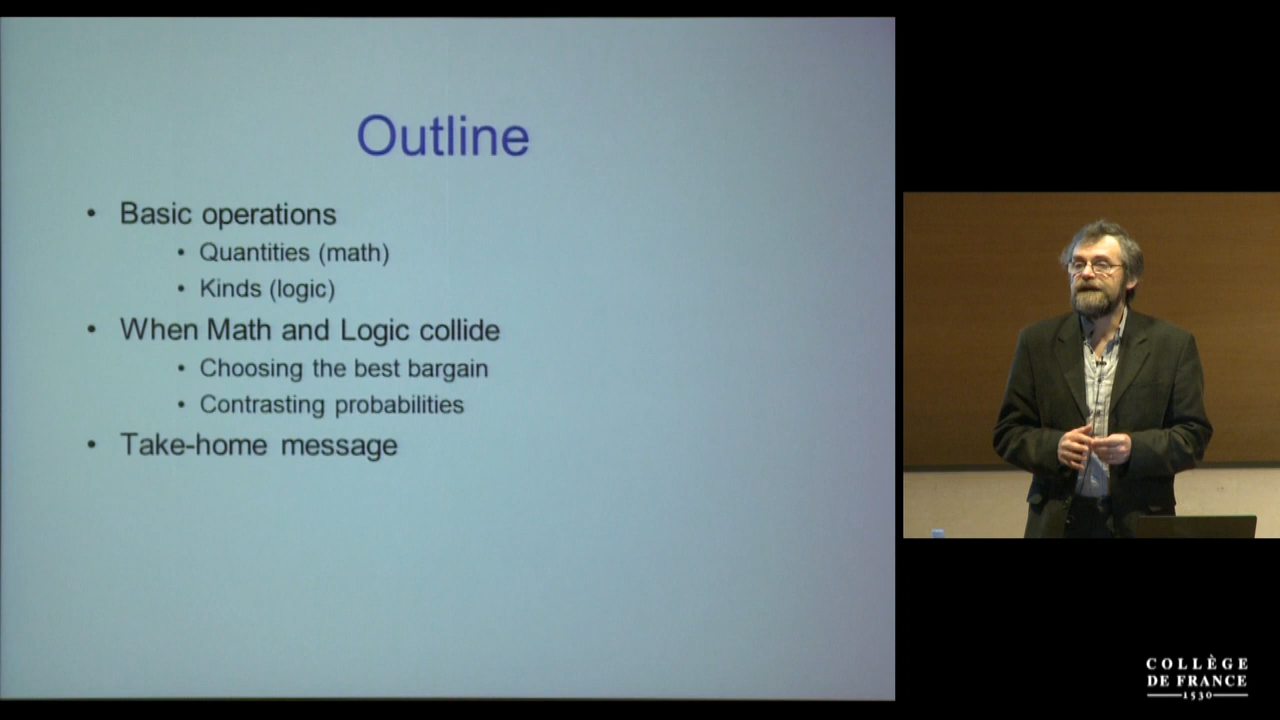 Outline
• Basic operations
• Quantities (math)
• Kinds (logic)
• When Math and Logic collide
• Choosing the best bargain
• Contrasting probabilities
• Take-home message
COLLÈGE
DE FRANCE
1530